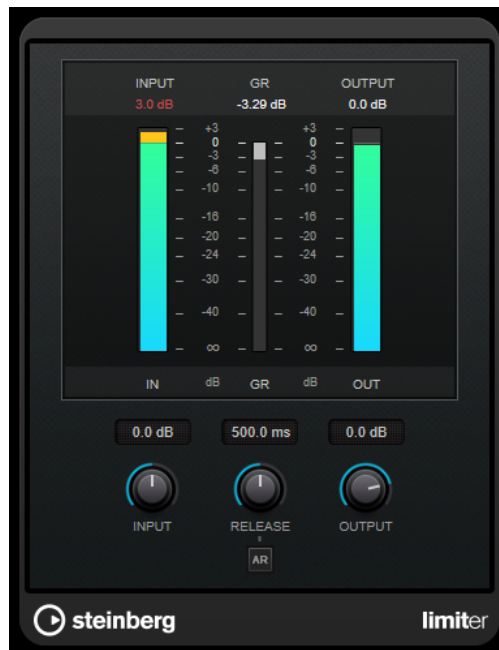 INPUT GR OUTPUT
3.0 dB -3.29 dB 0.0 dB
+3 +3
0 0
-3 -3
-6 -6
-10 -10
-16 -16
-20 -20
-24 -24
-30 -30
-40 -40
∞ ∞
IN dB GR dB OUT
0.0 dB 500.0 ms 0.0 dB
INPUT RELEASE OUTPUT
AR
steinberg limiter